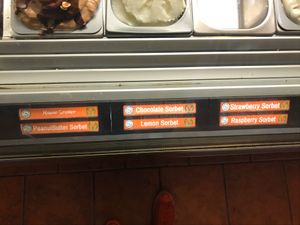 Chocolate Sorbet
Strawberry Sorbet
PeanutButter Sorbet
Lemon Sorbet
Raspberry Sorbet